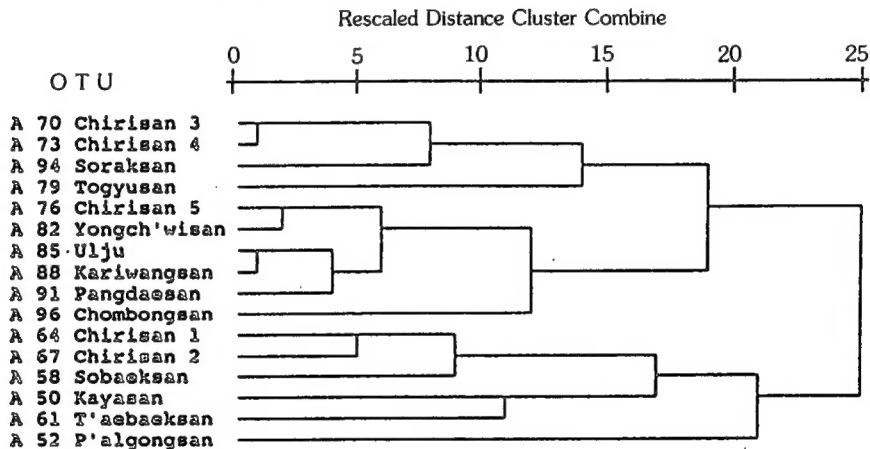 Rescaled Distance Cluster Combine
0 5 10 15 20 25
OTU
A 70 Chirisan 3
A 73 Chirisan 4
A 94 Soraksan
A 79 Togyusan
A 76 Chirisan 5
A 82 Yongch'wisan
A 85 Ulju
A 88 Kariwangsan
A 91 Pangdaesan
A 96 Chombongsan
A 64 Chirisan 1
A 67 Chirisan 2
A 58 Sobaeksan
A 50 Kayasan
A 61 T'aebaeksan
A 52 P'algongsan